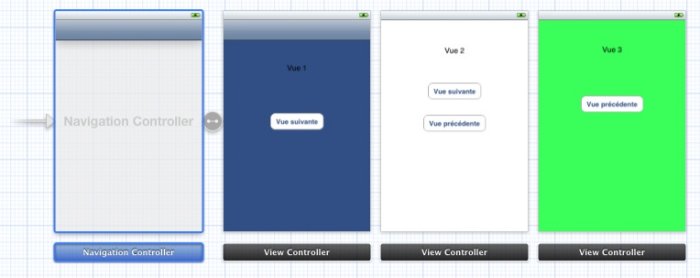 Navigation Controller
Vue 1
Vue suivante
Vue 2
Vue suivante
Vue précédente
Vue 3
Vue précédente
Navigation Controller
View Controller
View Controller
View Controller